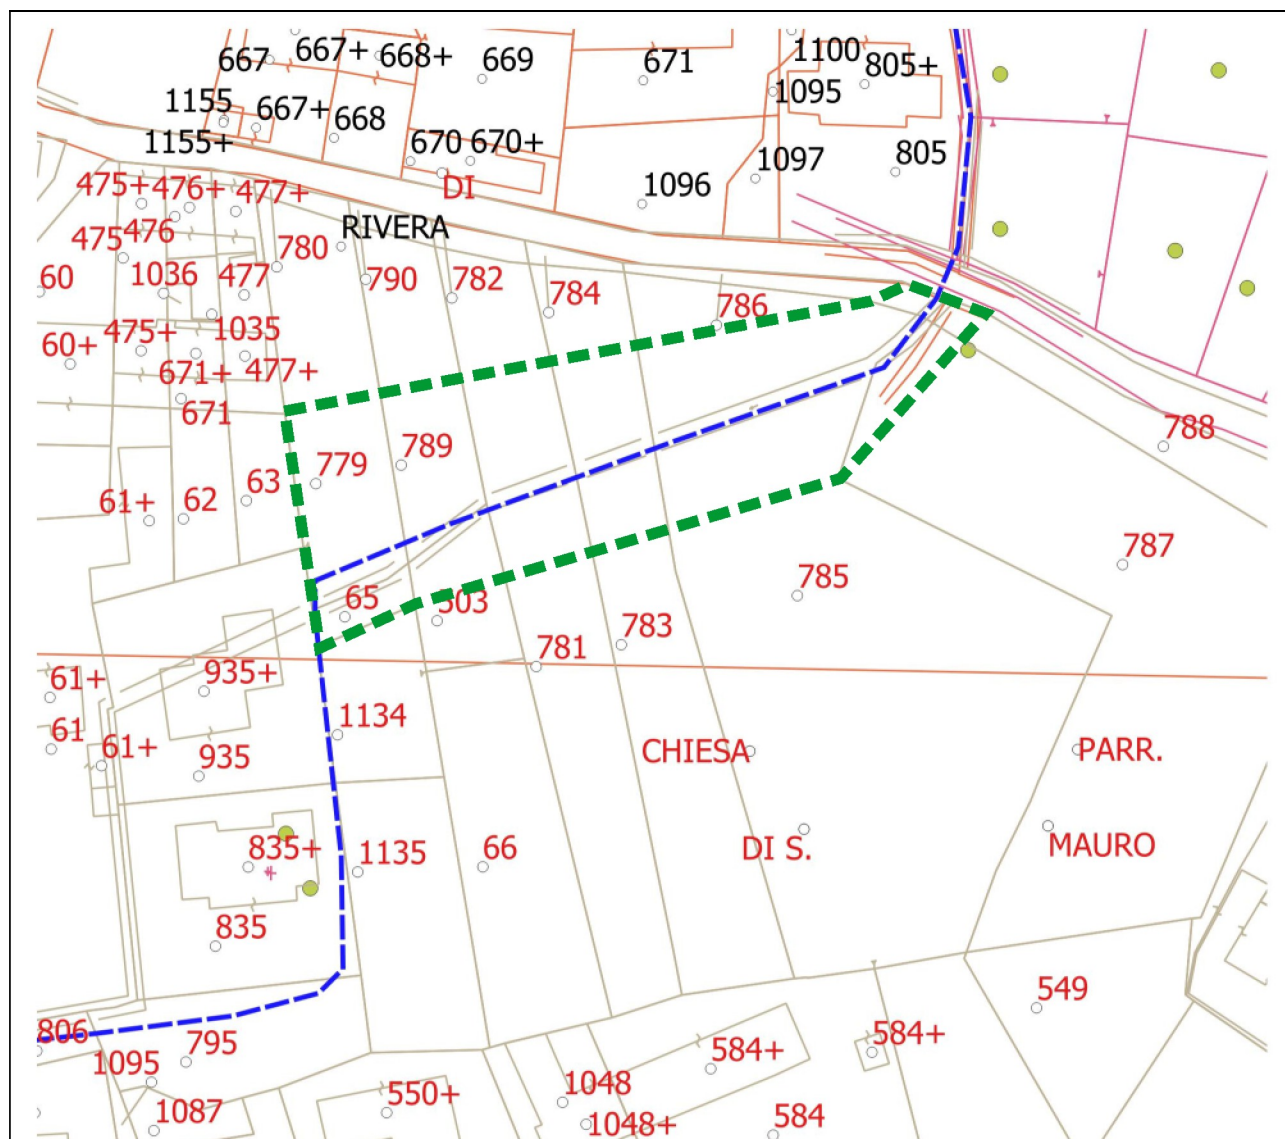 667 667+ 668+ 669 671 1100 805+
1155 667+ 668 1095
1155+ 670 670+ 1097 805
475+ 476+ 477+ DI 1096
475 476 780 RIVERA
60 1036 477 790 782 784 786
60+ 475+ 1035
671+ 477+
671
61+ 62 63 779 789 788
787
65 503 785
783
61+ 935+ 781
61 61+ 935 1134 CHIESA PARR.
835+ 1135 66 DI S. MAURO
835
806 795 549
1095 584+ 584+
1087 550+ 1048
1048+ 584